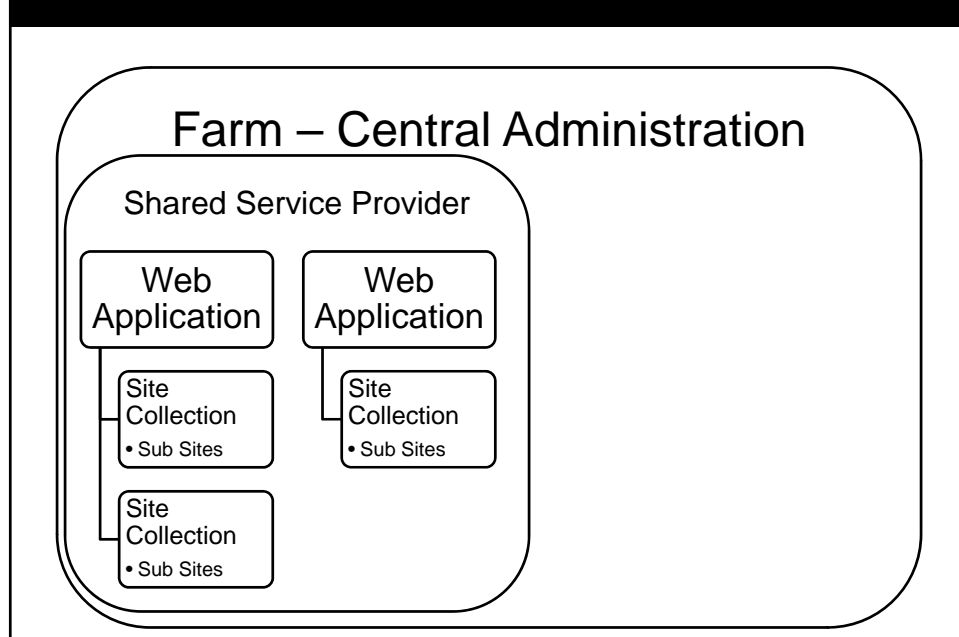 Farm – Central Administration
Shared Service Provider
Web
Application
Site
Collection
• Sub Sites
Site
Collection
• Sub Sites
Web
Application
Site
Collection
• Sub Sites